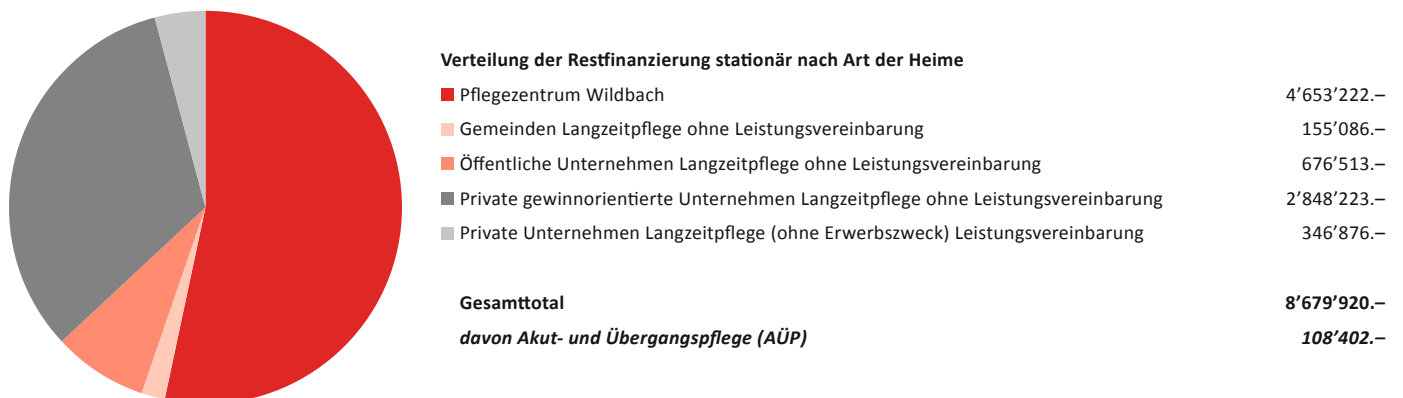 Verteilung der Restfinanzierung stationär nach Art der Heime
Pflegezentrum Wildbach 4’653’222.–
Gemeinden Langzeitpflege ohne Leistungsvereinbarung 155’086.–
Öffentliche Unternehmen Langzeitpflege ohne Leistungsvereinbarung 676’513.–
Private gewinnorientierte Unternehmen Langzeitpflege ohne Leistungsvereinbarung 2’848’223.–
Private Unternehmen Langzeitpflege (ohne Erwerbszweck) Leistungsvereinbarung 346’876.–
Gesamttotal 8’679’920.–
davon Akut- und Übergangspflege (AÜP) 108’402.–